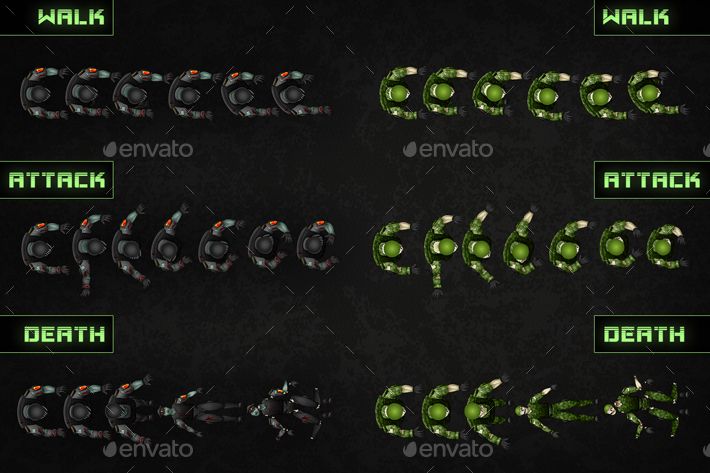 WALK WALK
envato envato
ATTACK ATTACK
envato envato
DEATH DEATH
envato envato